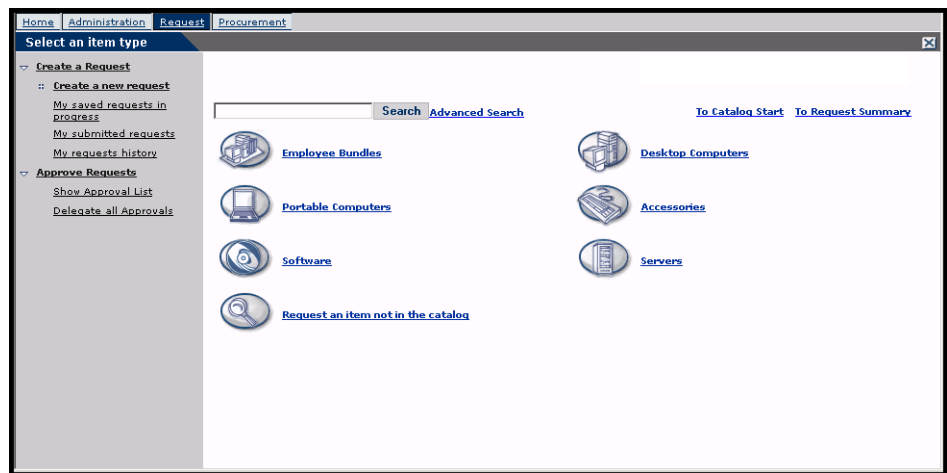 Home Administration Request Procurement
Select an item type
Create a Request
Create a new request
My saved requests in
progress
My submitted requests
My requests history
Approve Requests
Show Approval List
Delegate all Approvals
Search Advanced Search To Catalog Start To Request Summary
Employee Bundles Desktop Computers
Portable Computers Accessories
Software Servers
Request an item not in the catalog